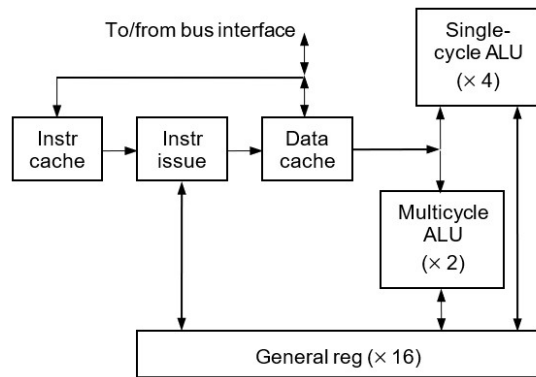 To/from bus interface
Single-
cycle ALU
(× 4)
Instr
cache
Instr
issue
Data
cache
Multicycle
ALU
(× 2)
General reg (× 16)